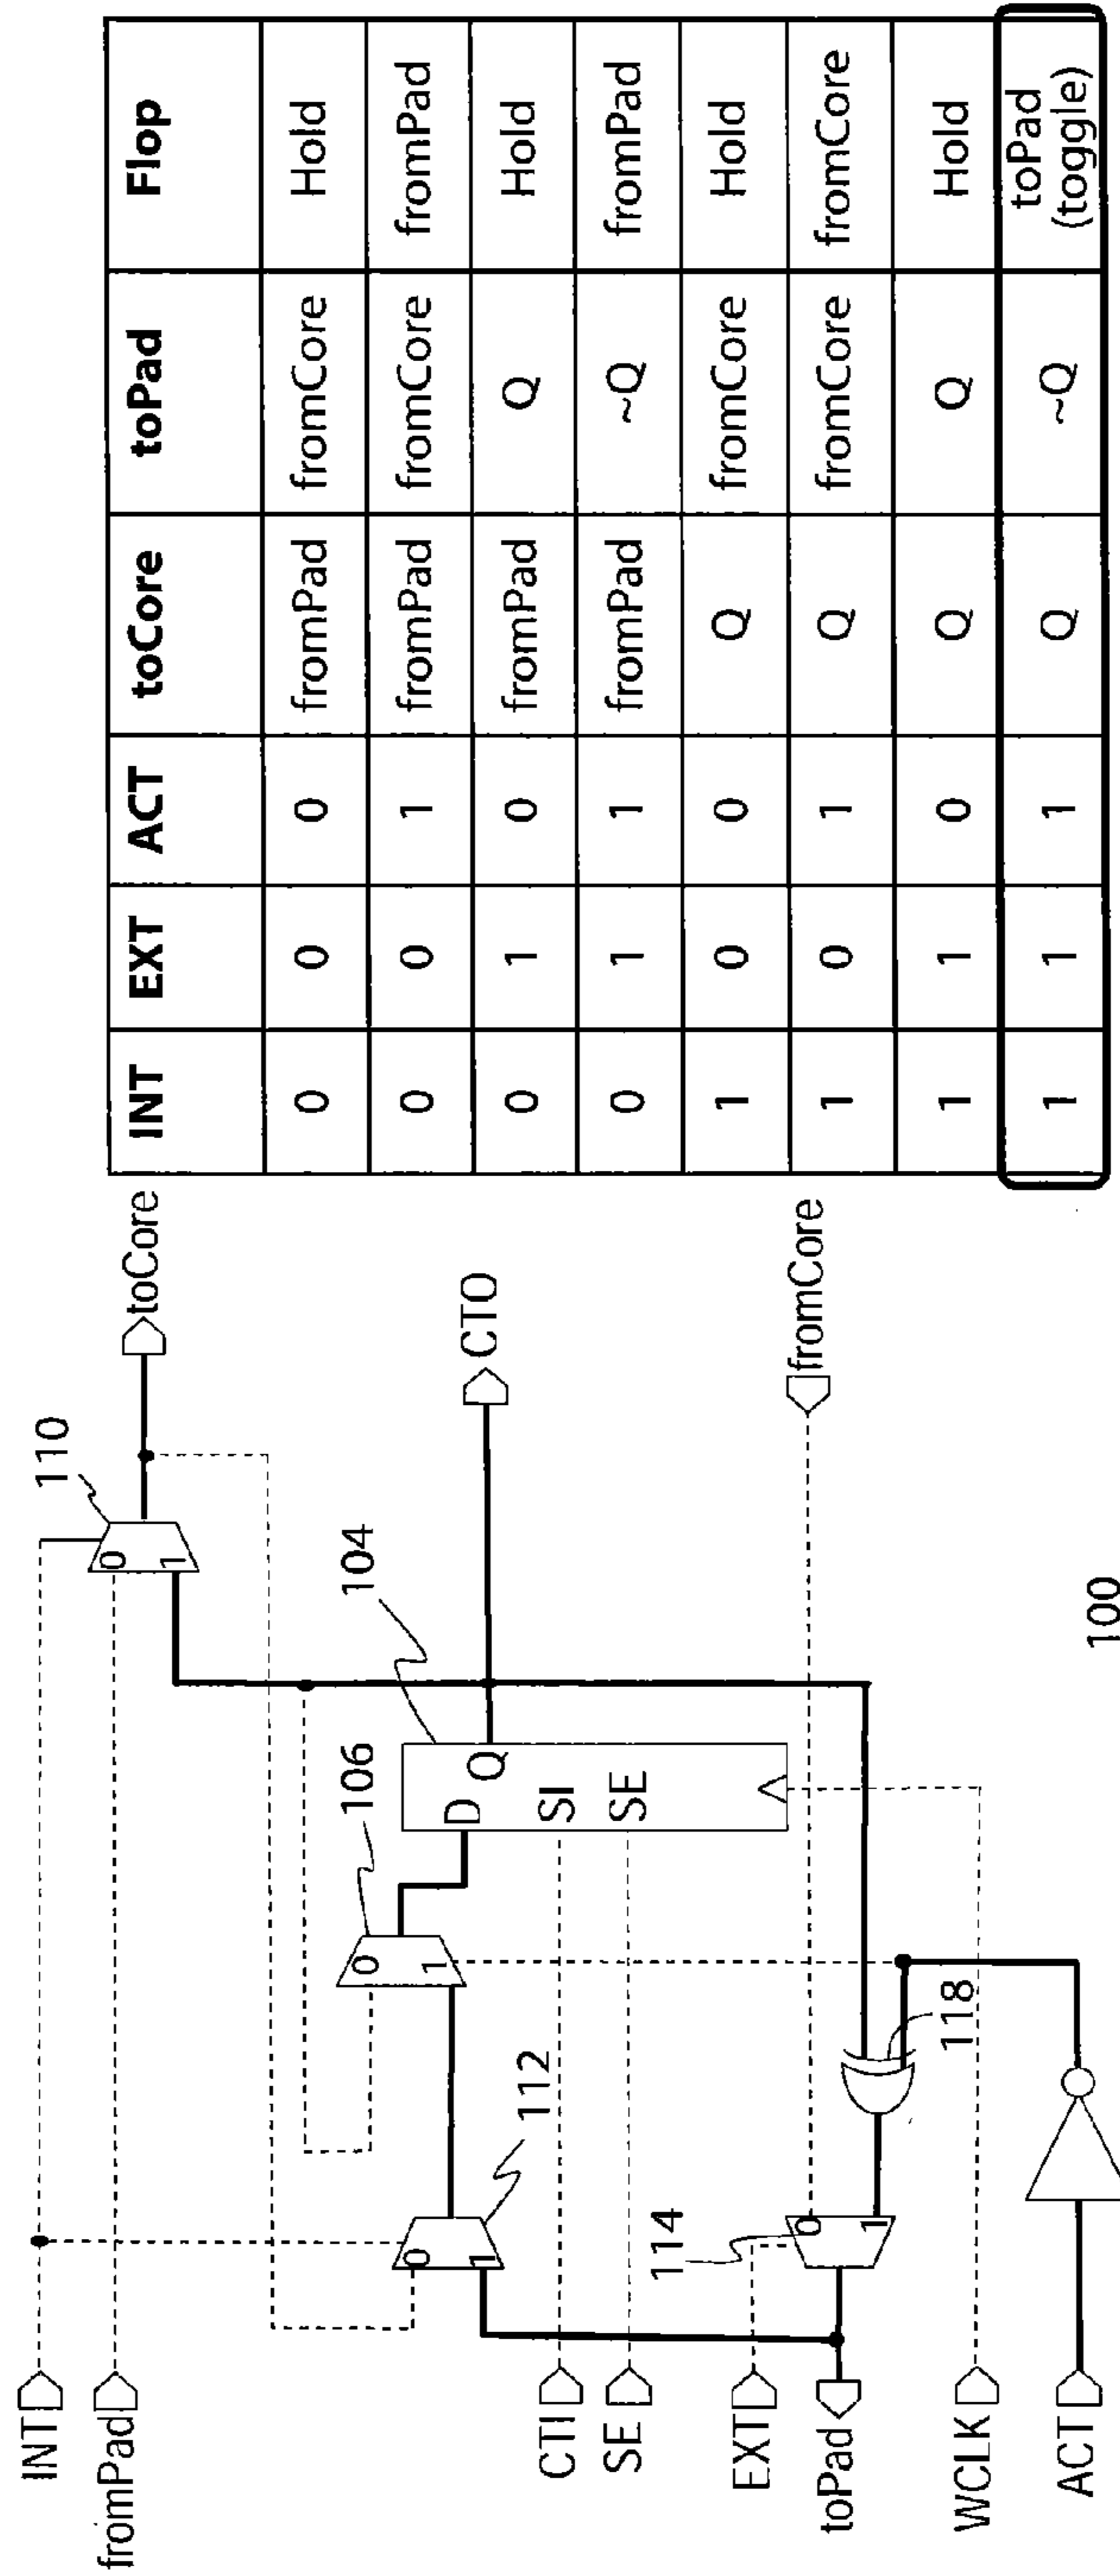 INT
fromPad
CTI
SE
EXT
toPad
WCLK
ACT
110
0
1
toCore
112
0
1
106
0
1
104
D
Q
SI
SE
CTO
114
0
1
118
fromCore
100
INT EXT ACT toCore toPad Flop
0 0 0 fromPad fromCore Hold
0 0 1 fromPad fromCore fromPad
0 1 0 fromPad Q Hold
0 1 1 fromPad ~Q fromPad
1 0 0 Q fromCore Hold
1 0 1 Q fromCore fromCore
1 1 0 Q Q Hold
1 1 1 Q ~Q toPad
(toggle)